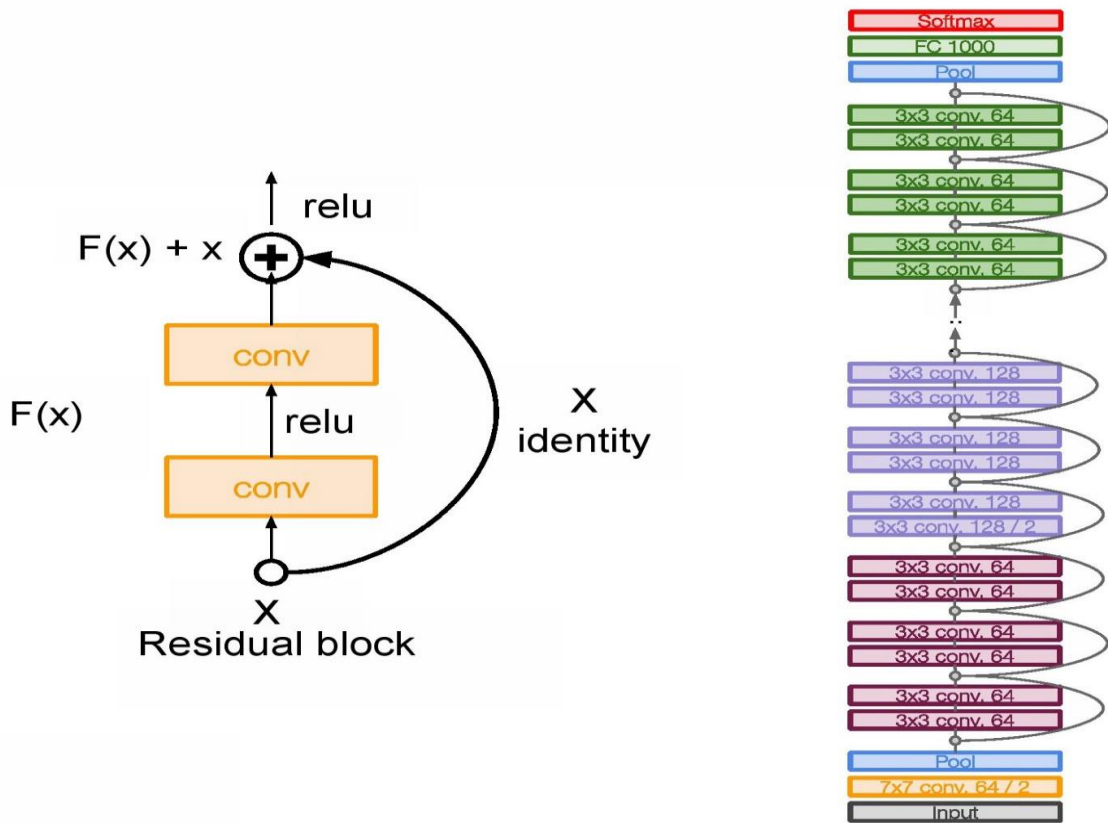 relu
F(x) + x
conv
F(x)
relu
X
identity
conv
X
Residual block
Softmax
FC 1000
Pool
3x3 conv, 64
3x3 conv, 64
3x3 conv, 64
3x3 conv, 64
3x3 conv, 64
3x3 conv, 64
..
3x3 conv, 128
3x3 conv, 128
3x3 conv, 128
3x3 conv, 128
3x3 conv, 128
3x3 conv, 128 / 2
3x3 conv, 64
3x3 conv, 64
3x3 conv, 64
3x3 conv, 64
3x3 conv, 64
3x3 conv, 64
Pool
7x7 conv, 64 / 2
Input